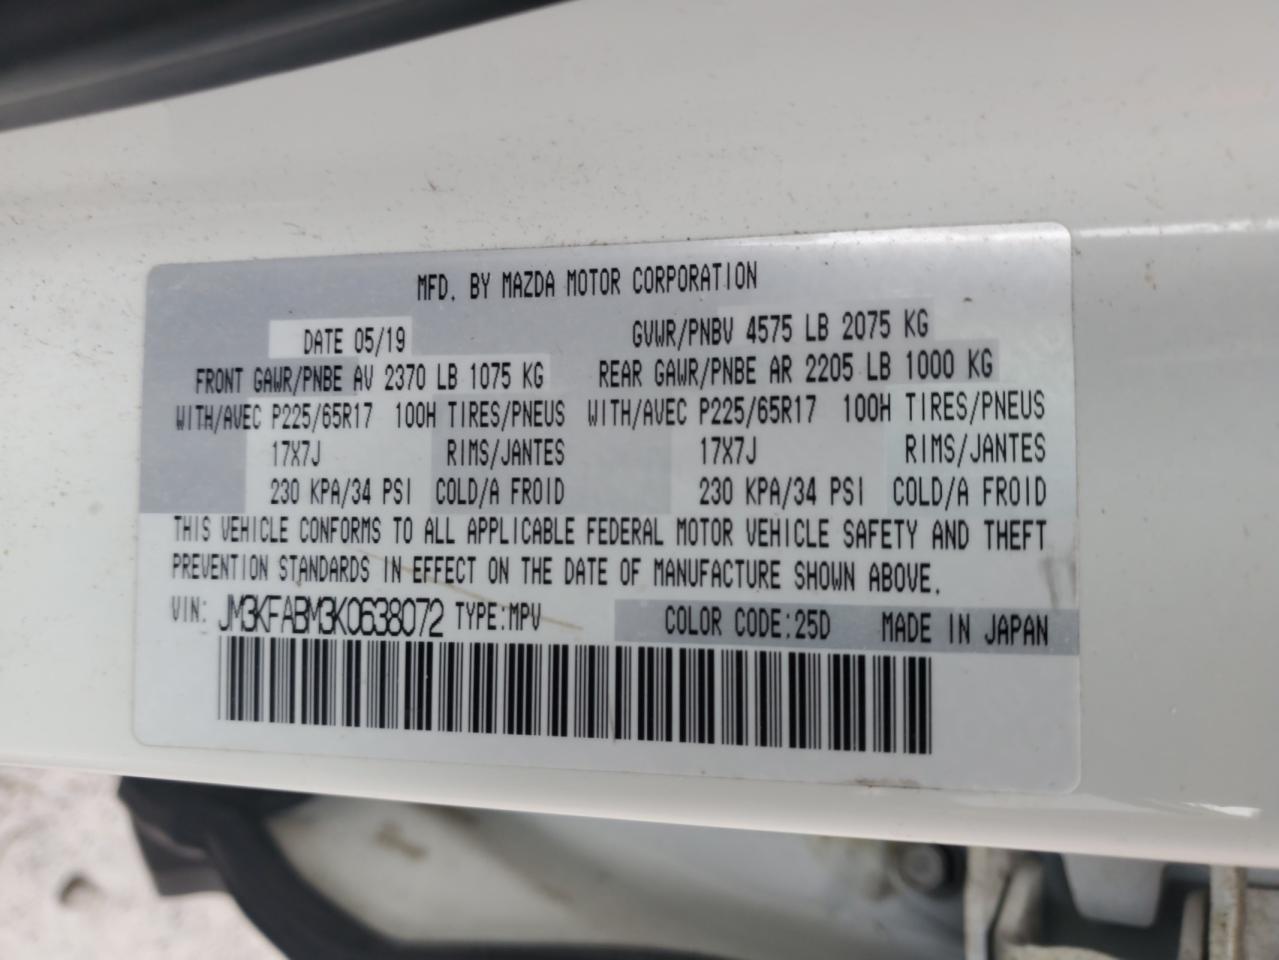 MFD. BY MAZDA MOTOR CORPORATION
DATE 05/19 GVWR/PNBV 4575 LB 2075 KG
FRONT GAWR/PNBE AV 2370 LB 1075 KG REAR GAWR/PNBE AR 2205 LB 1000 KG
WITH/AVEC P225/65R17 100H TIRES/PNEUS WITH/AVEC P225/65R17 100H TIRES/PNEUS
17X7J RIMS/JANTES 17X7J RIMS/JANTES
230 KPA/34 PSI COLD/A FROID 230 KPA/34 PSI COLD/A FROID
THIS VEHICLE CONFORMS TO ALL APPLICABLE FEDERAL MOTOR VEHICLE SAFETY AND THEFT
PREVENTION STANDARDS IN EFFECT ON THE DATE OF MANUFACTURE SHOWN ABOVE.
VIN: JM3KFABM3K0638072 TYPE:MPV COLOR CODE:25D MADE IN JAPAN